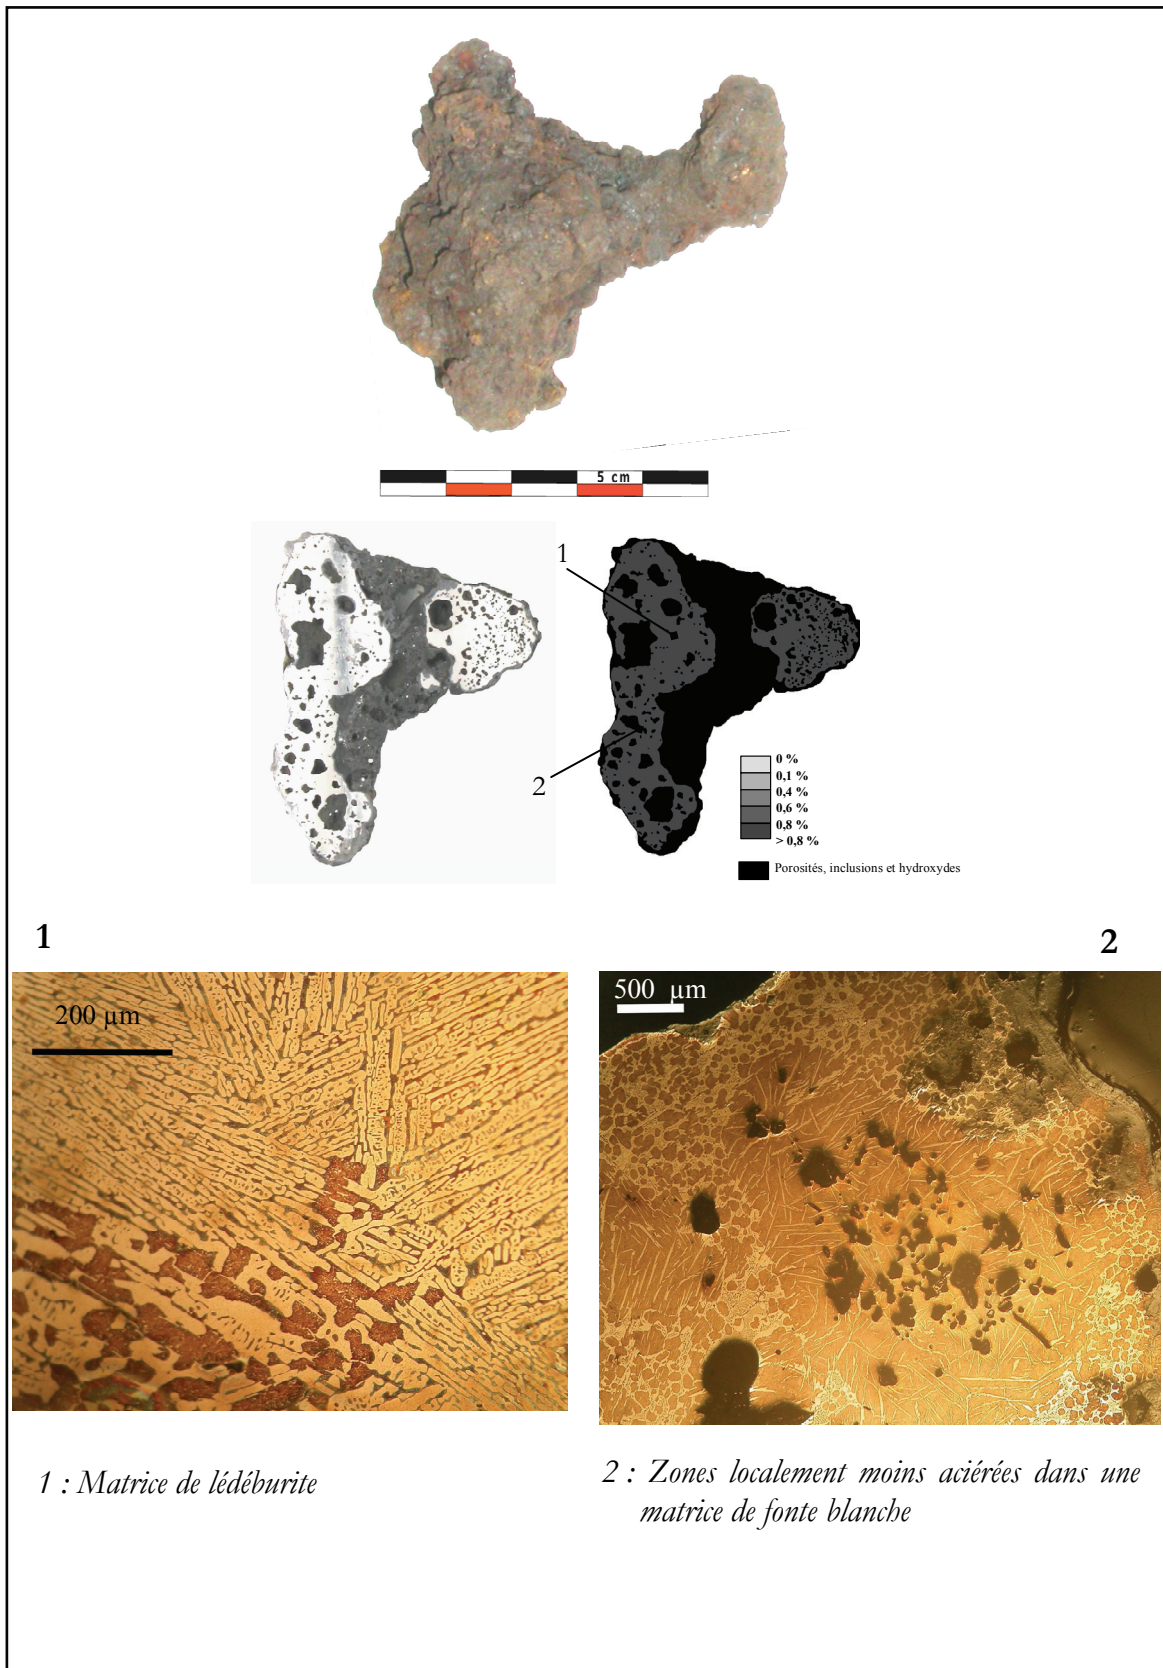 5 cm
1
2
0 %
0,1 %
0,4 %
0,6 %
0,8 %
> 0,8 %
Porosités, inclusions et hydroxydes
1
2
200 µm
500 µm
1 : Matrice de lédéburite
2 : Zones localement moins aciérées dans une
matrice de fonte blanche